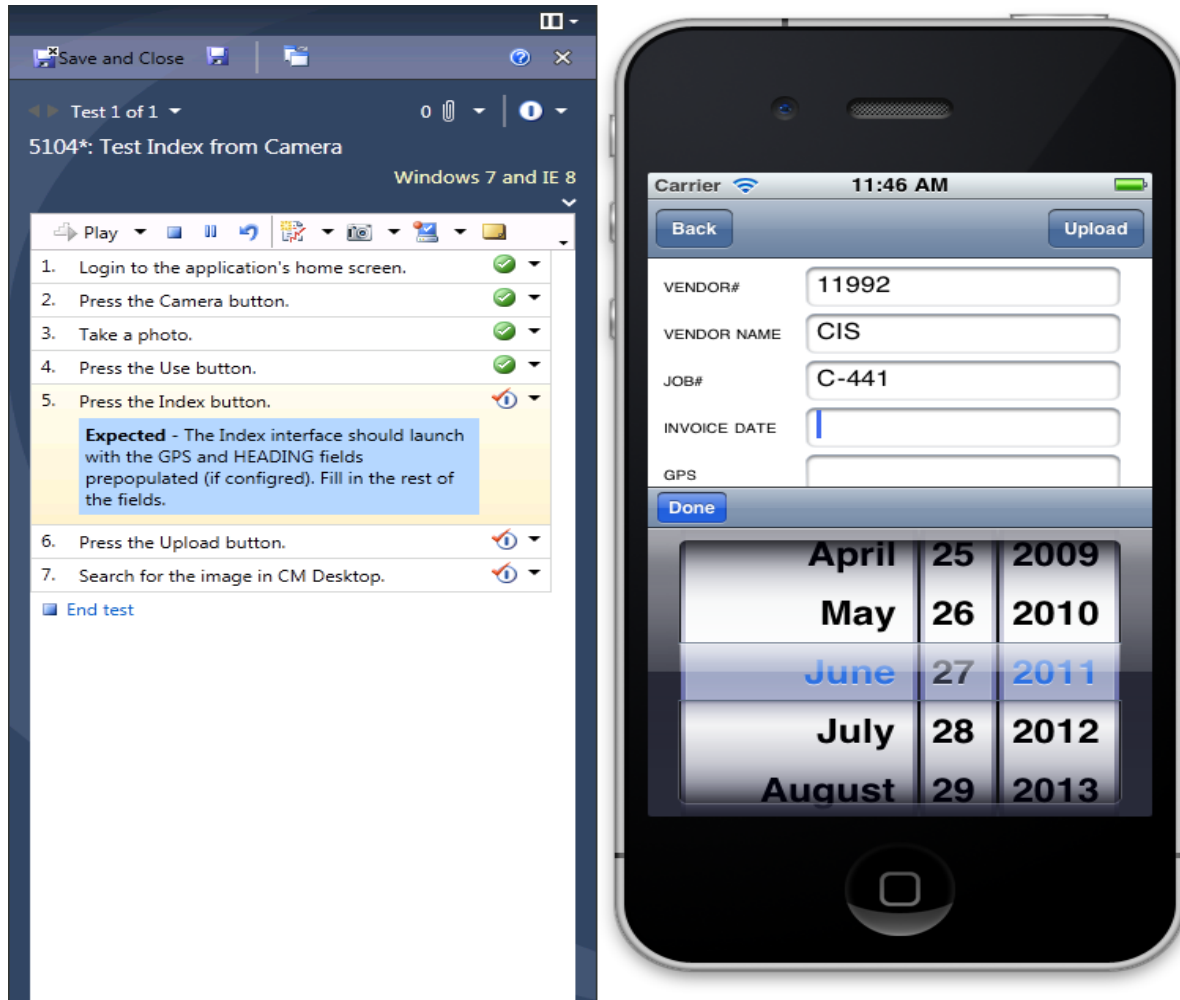 Save and Close
Test 1 of 1
0
5104*: Test Index from Camera
Windows 7 and IE 8
Play
1. Login to the application's home screen.
2. Press the Camera button.
3. Take a photo.
4. Press the Use button.
5. Press the Index button.
Expected - The Index interface should launch
with the GPS and HEADING fields
prepopulated (if configred). Fill in the rest of
the fields.
6. Press the Upload button.
7. Search for the image in CM Desktop.
End test
Carrier 11:46 AM
Back Upload
VENDOR# 11992
VENDOR NAME CIS
JOB# C-441
INVOICE DATE
GPS
Done
April 25 2009
May 26 2010
June 27 2011
July 28 2012
August 29 2013